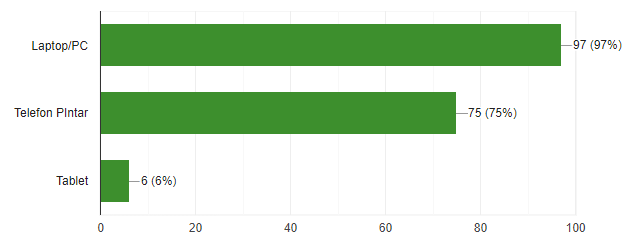 Laptop/PC 97 (97%)
Telefon PIntar 75 (75%)
Tablet 6 (6%)
0 20 40 60 80 100